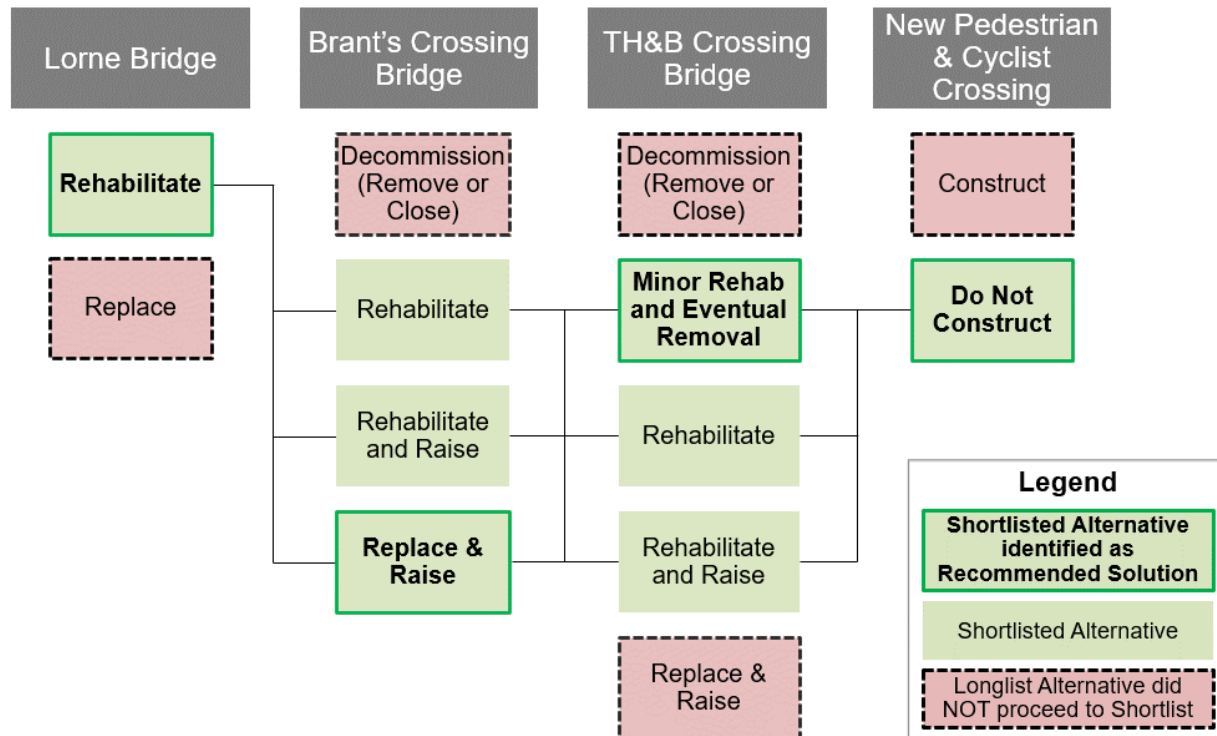 Lorne Bridge
Brant's Crossing
Bridge
TH&B Crossing
Bridge
New Pedestrian
& Cyclist
Crossing
Rehabilitate
Replace
Decommission
(Remove or
Close)
Rehabilitate
Rehabilitate
and Raise
Replace &
Raise
Decommission
(Remove or
Close)
Minor Rehab
and Eventual
Removal
Rehabilitate
Rehabilitate
and Raise
Replace &
Raise
Construct
Do Not
Construct
Legend
Shortlisted Alternative
identified as
Recommended Solution
Shortlisted Alternative
Longlist Alternative did
NOT proceed to Shortlist